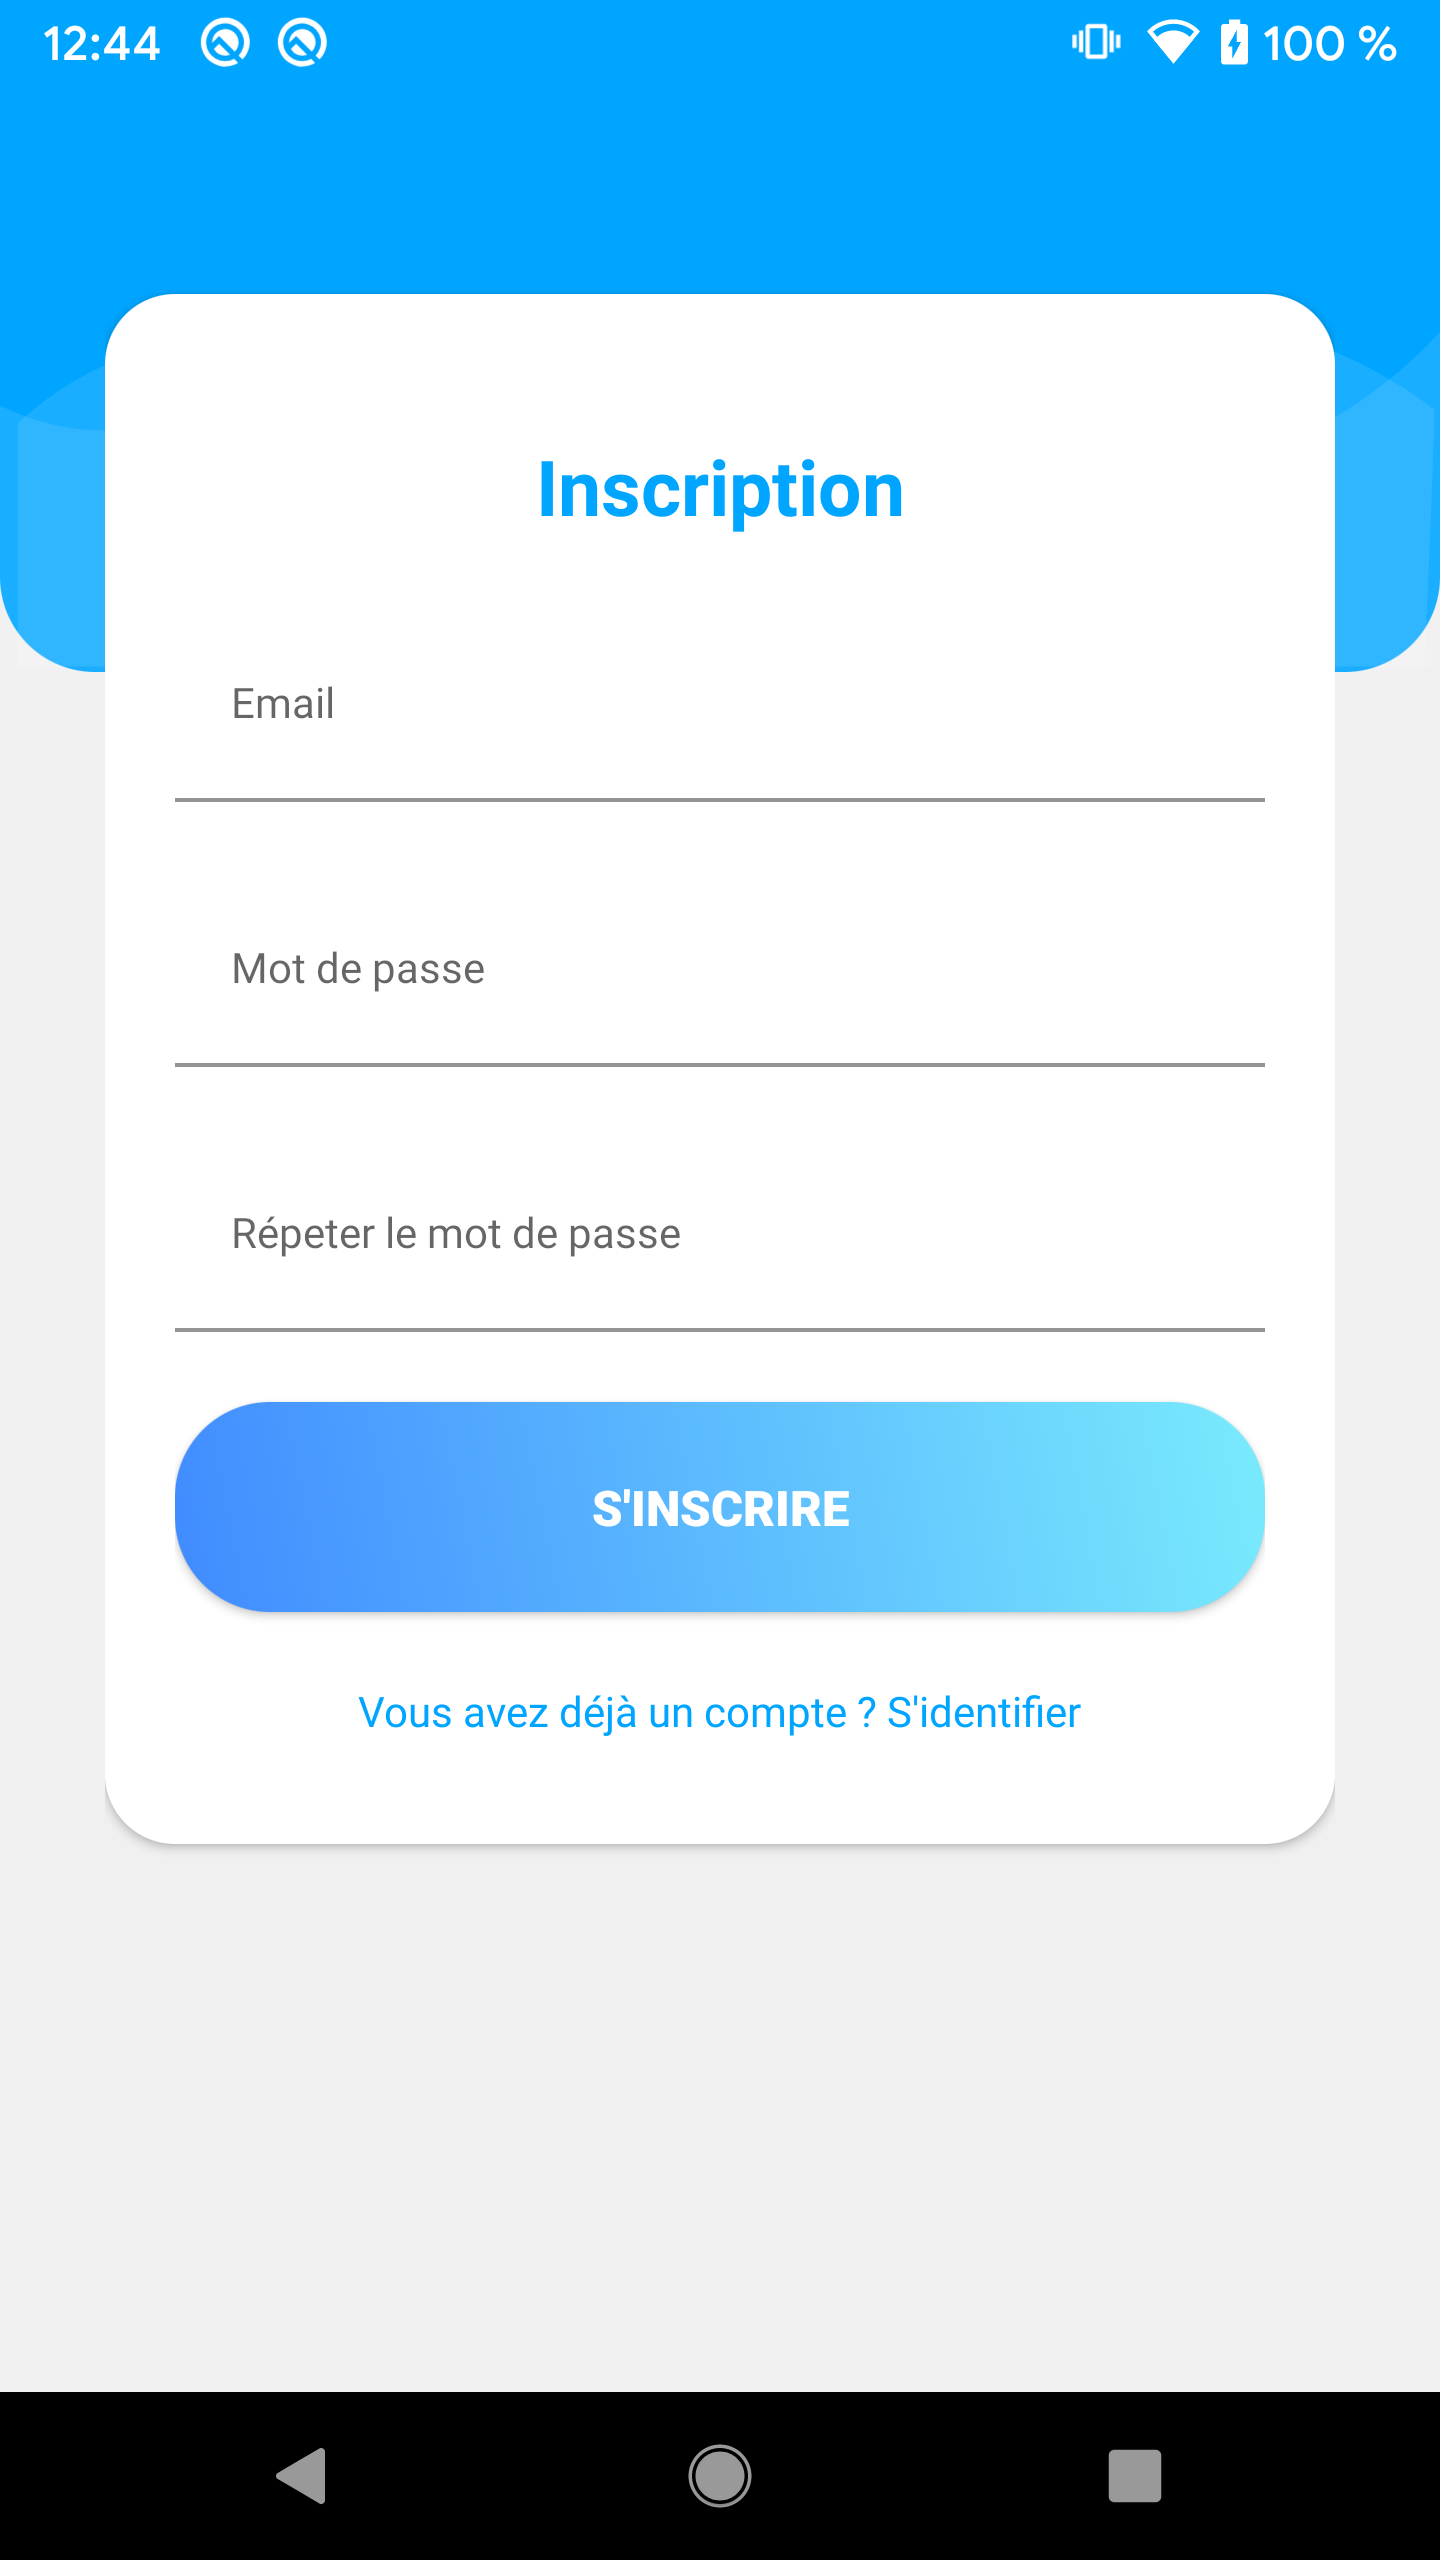 12:44 100 %
Inscription
Email
Mot de passe
Répeter le mot de passe
S'INSCRIRE
Vous avez déjà un compte ? S'identifier